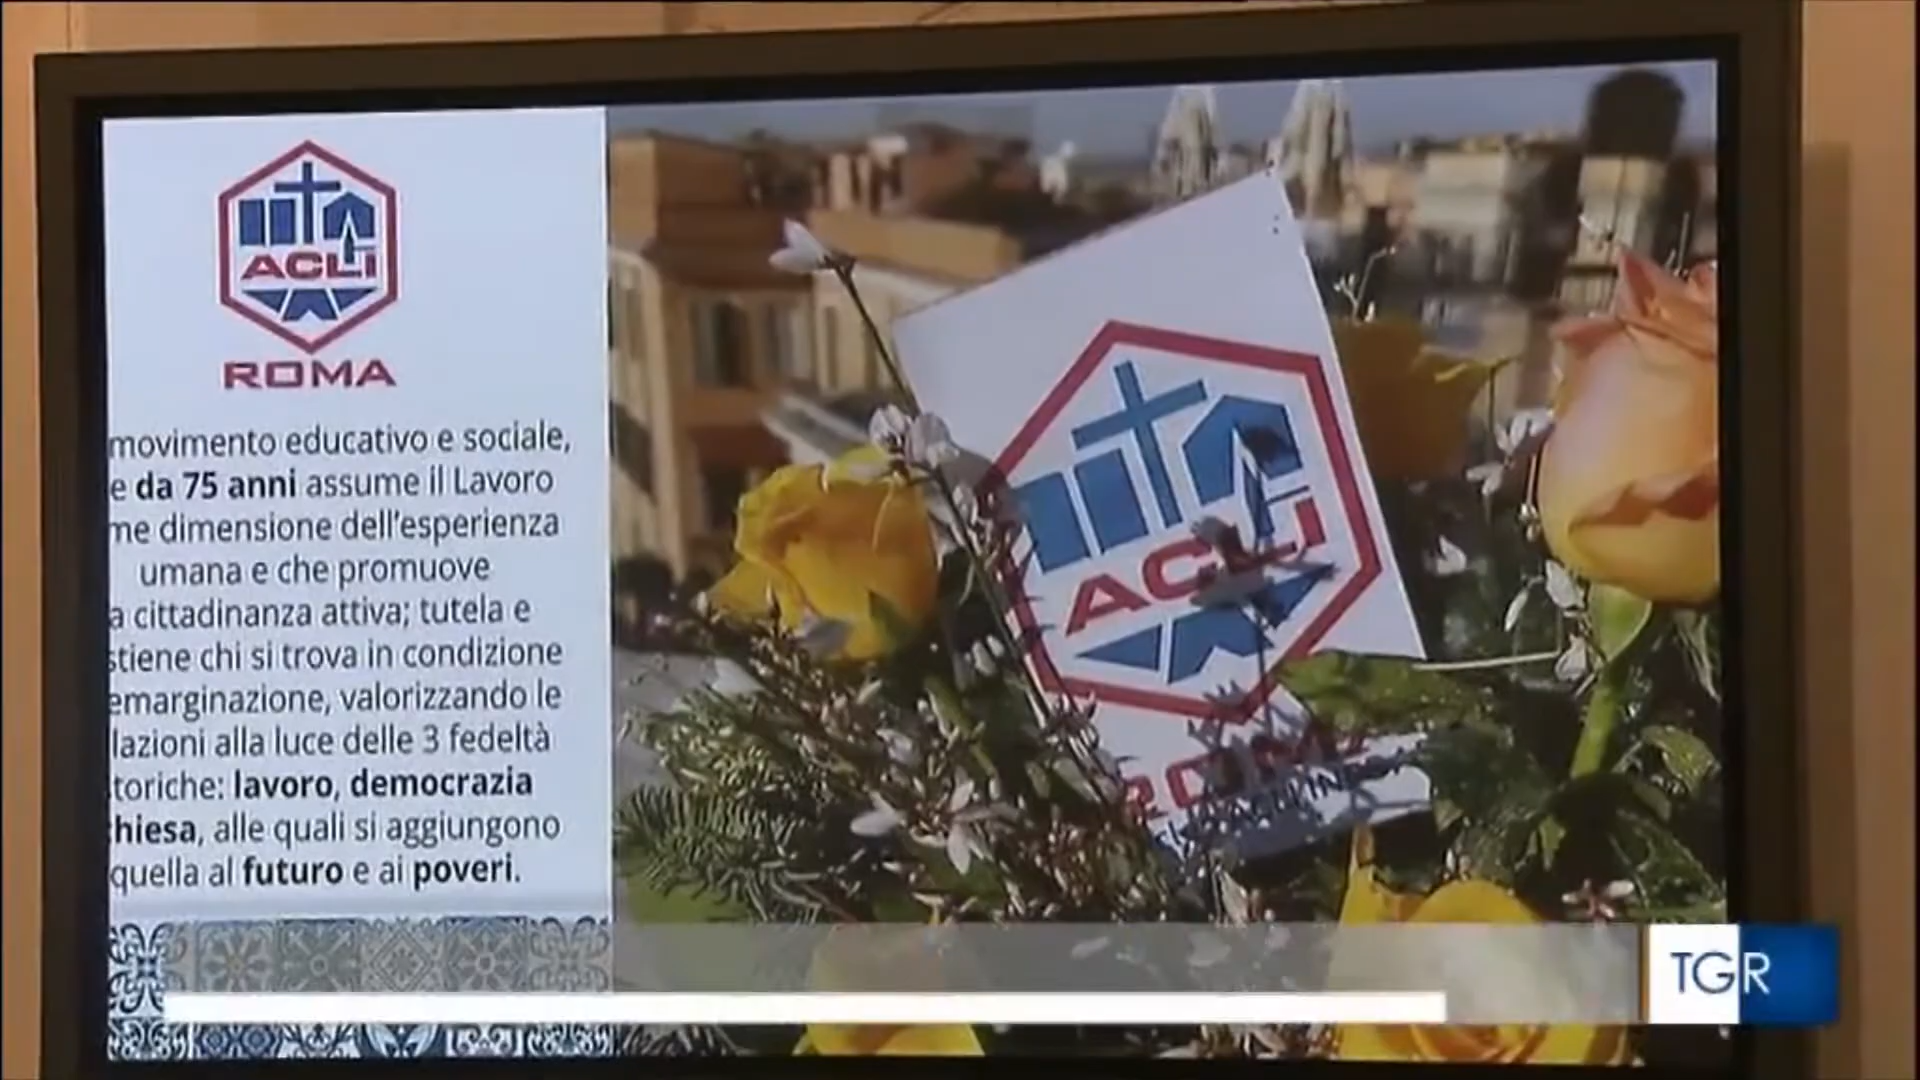 ACLI
ROMA
movimento educativo e sociale,
e da 75 anni assume il Lavoro
me dimensione dell'esperienza
umana e che promuove
a cittadinanza attiva; tutela e
stiene chi si trova in condizione
emarginazione, valorizzando le
lazioni alla luce delle 3 fedeltà
toriche: lavoro, democrazia
hiesa, alle quali si aggiungono
quella al futuro e ai poveri.
ACLI
ROMA
TGR